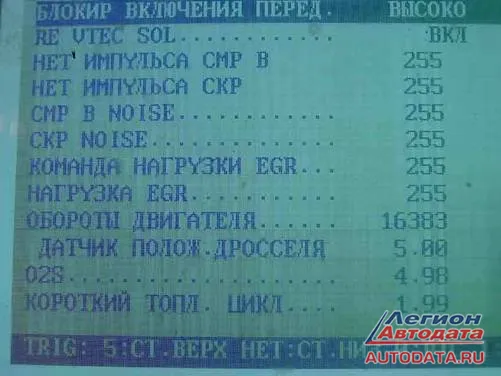 БЛОКИР ВКЛЮЧЕНИЯ ПЕРЕД. ВЫСОКО
RE VTEC SOL............. ВКЛ
НЕТ ИМПУЛЬСА CMP B 255
НЕТ ИМПУЛЬСА CKP 255
CMP B NOISE............ 255
CKP NOISE............. 255
КОМАНДА НАГРУЗКИ EGR... 255
НАГРУЗКА EGR........... 255
ОБОРОТЫ ДВИГАТЕЛЯ...... 16383
ДАТЧИК ПОЛОЖ.ДРОССЕЛЯ 5.00
O2S.................... 4.98
КОРОТКИЙ ТОПЛ. ЦИКЛ.... 1.99
TRIG: 5:СТ.ВЕРХ НЕТ:СТ.НИ
Легион
Автодата
AUTODATA.RU